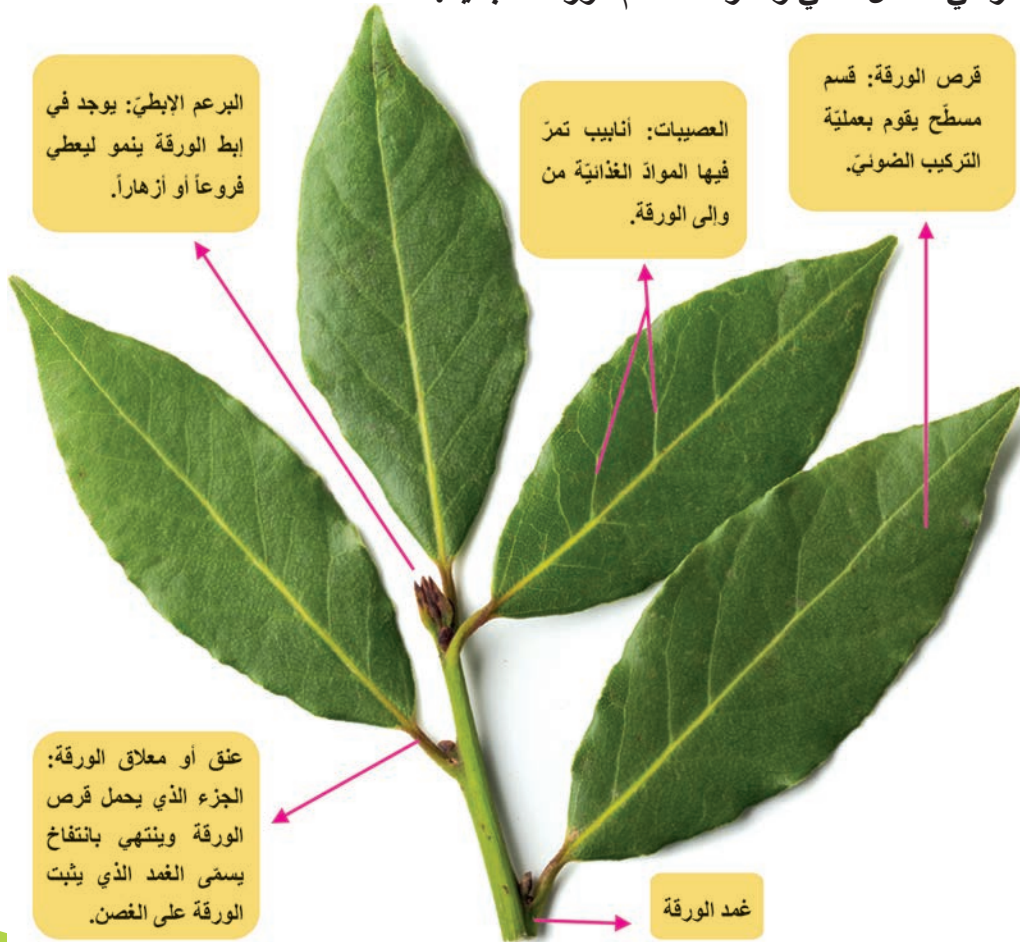 قرص الورقة: قسم
مسطّح يقوم بعمليّة
التركيب الضوئيّ.
العصيبات: أنابيب تمرّ
فيها الموادّ الغذائيّة من
وإلى الورقة.
البرعم الإبطيّ: يوجد في
إبط الورقة ينمو ليعطي
فروعاً أو أزهاراً.
عنق أو معلاق الورقة:
الجزء الذي يحمل قرص
الورقة وينتهي بانتفاخ
يسمّى الغمد الذي يثبت
الورقة على الغصن.
غمد الورقة